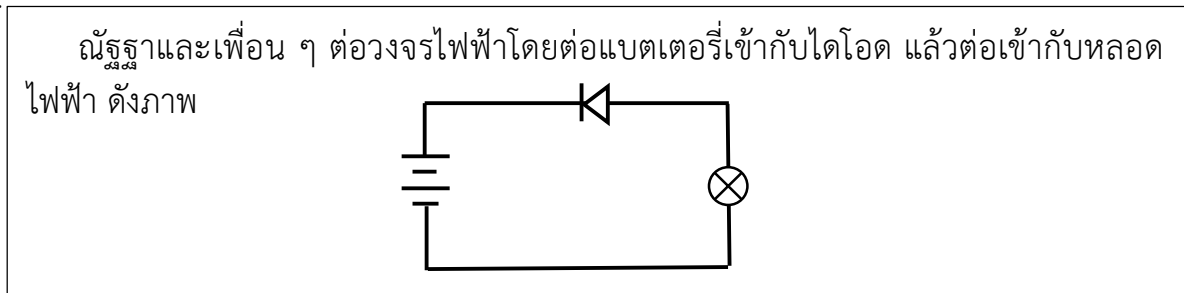 ณัฐฐาและเพื่อน ๆ ต่อวงจรไฟฟ้าโดยต่อแบตเตอรี่เข้ากับไดโอด แล้วต่อเข้ากับหลอด
ไฟฟ้า ดังภาพ